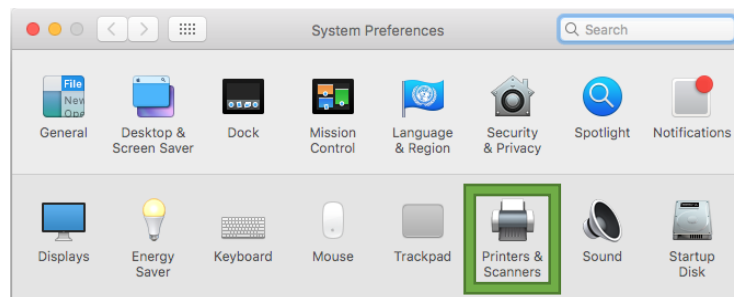 System Preferences
Search
File
New
Ope
General
Desktop &
Screen Saver
Dock
Mission
Control
Language
& Region
Security
& Privacy
Spotlight
Notifications
Displays
Energy
Saver
Keyboard
Mouse
Trackpad
Printers &
Scanners
Sound
Startup
Disk